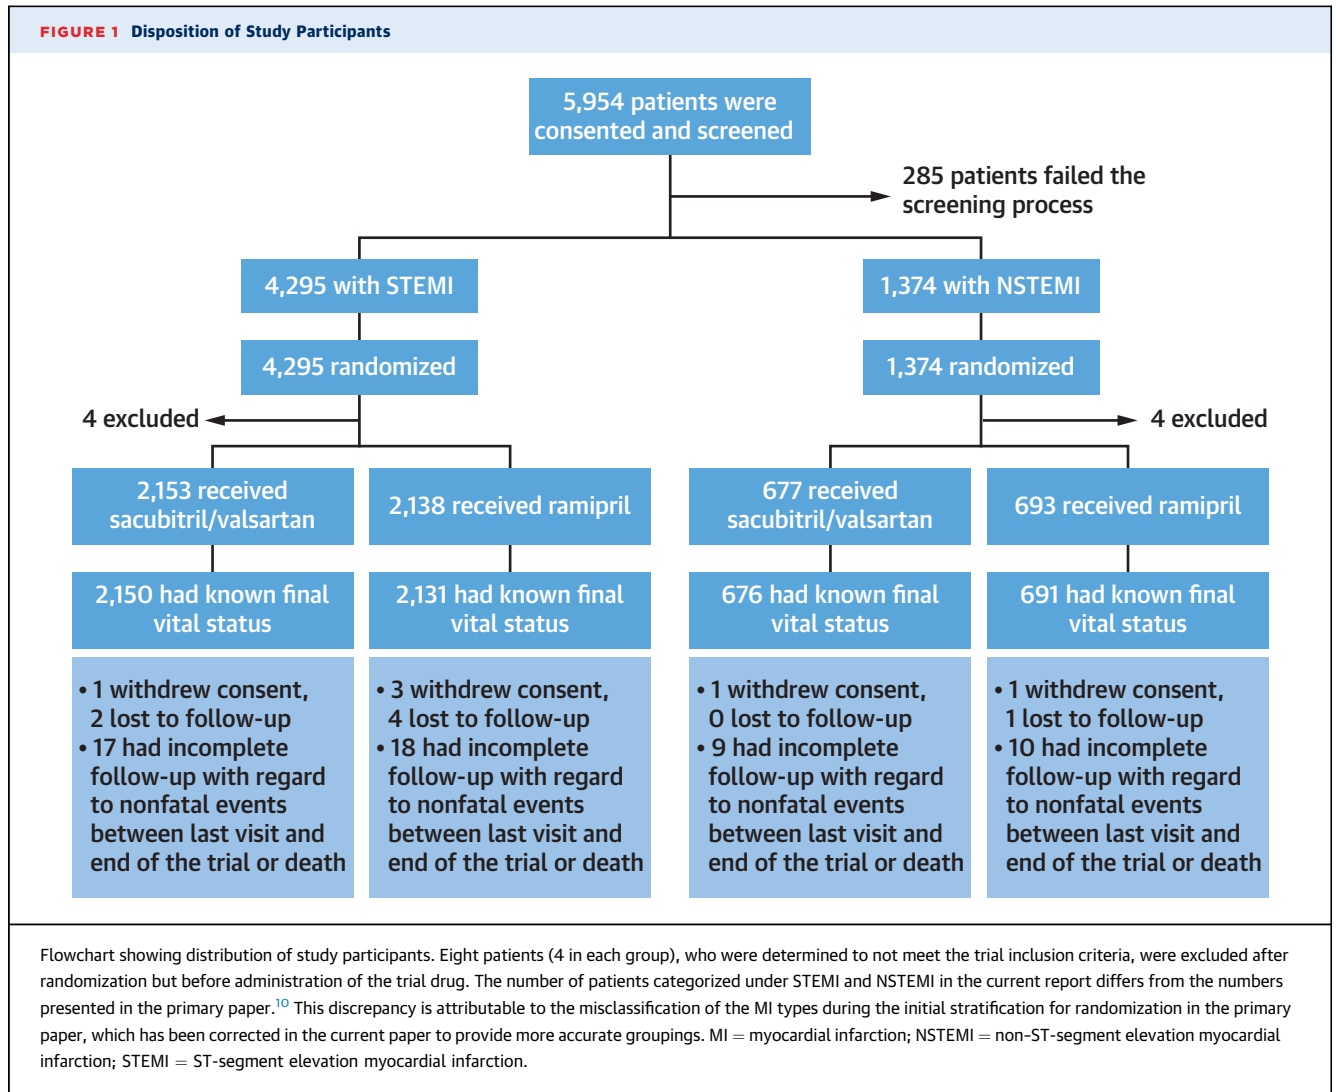 FIGURE 1 Disposition of Study Participants
5,954 patients were
consented and screened
285 patients failed the
screening process
4,295 with STEMI
1,374 with NSTEMI
4,295 randomized
1,374 randomized
4 excluded
4 excluded
2,153 received
sacubitril/valsartan
2,138 received ramipril
677 received
sacubitril/valsartan
693 received ramipril
2,150 had known final
vital status
2,131 had known final
vital status
676 had known final
vital status
691 had known final
vital status
• 1 withdrew consent,
2 lost to follow-up
• 17 had incomplete
follow-up with regard
to nonfatal events
between last visit and
end of the trial or death
• 3 withdrew consent,
4 lost to follow-up
• 18 had incomplete
follow-up with regard
to nonfatal events
between last visit and
end of the trial or death
• 1 withdrew consent,
0 lost to follow-up
• 9 had incomplete
follow-up with regard
to nonfatal events
between last visit and
end of the trial or death
• 1 withdrew consent,
1 lost to follow-up
• 10 had incomplete
follow-up with regard
to nonfatal events
between last visit and
end of the trial or death
Flowchart showing distribution of study participants. Eight patients (4 in each group), who were determined to not meet the trial inclusion criteria, were excluded after
randomization but before administration of the trial drug. The number of patients categorized under STEMI and NSTEMI in the current report differs from the numbers
presented in the primary paper.10 This discrepancy is attributable to the misclassification of the MI types during the initial stratification for randomization in the primary
paper, which has been corrected in the current paper to provide more accurate groupings. MI = myocardial infarction; NSTEMI = non–ST-segment elevation myocardial
infarction; STEMI = ST-segment elevation myocardial infarction.